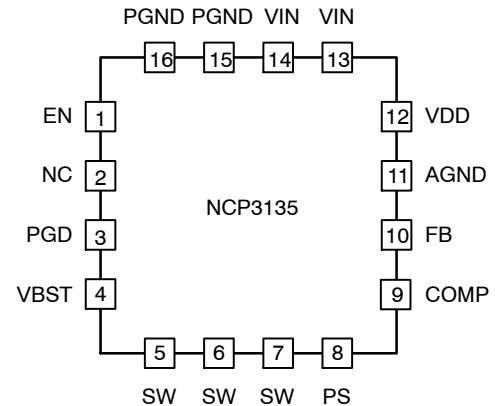 PGND PGND VIN VIN
16 15 14 13
EN 1
12 VDD
NC 2
11 AGND
NCP3135
PGD 3
10 FB
VBST 4
9 COMP
5 6 7 8
SW SW SW PS